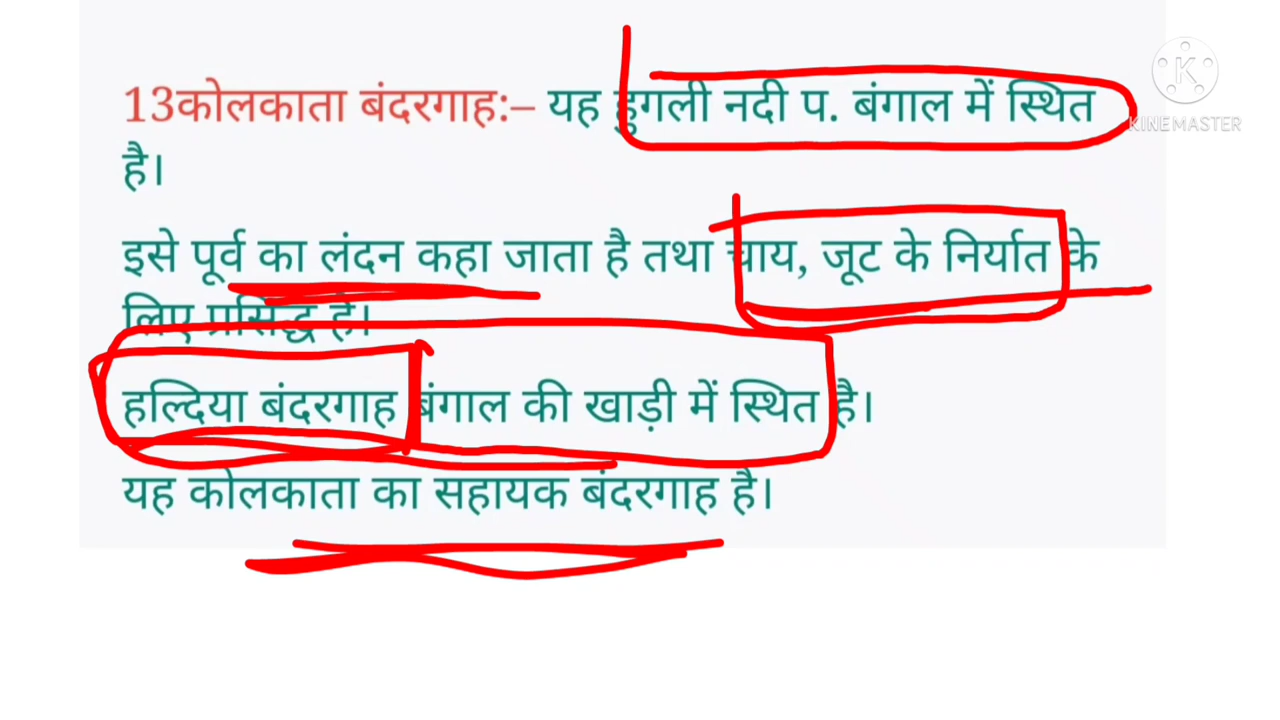 13कोलकाता बंदरगाह:– यह हुगली नदी प. बंगाल में स्थित
है।
इसे पूर्व का लंदन कहा जाता है तथा चाय, जूट के निर्यात के
लिए प्रसिद्ध है।
हल्दिया बंदरगाह बंगाल की खाड़ी में स्थित है।
यह कोलकाता का सहायक बंदरगाह है।
K
KINEMASTER